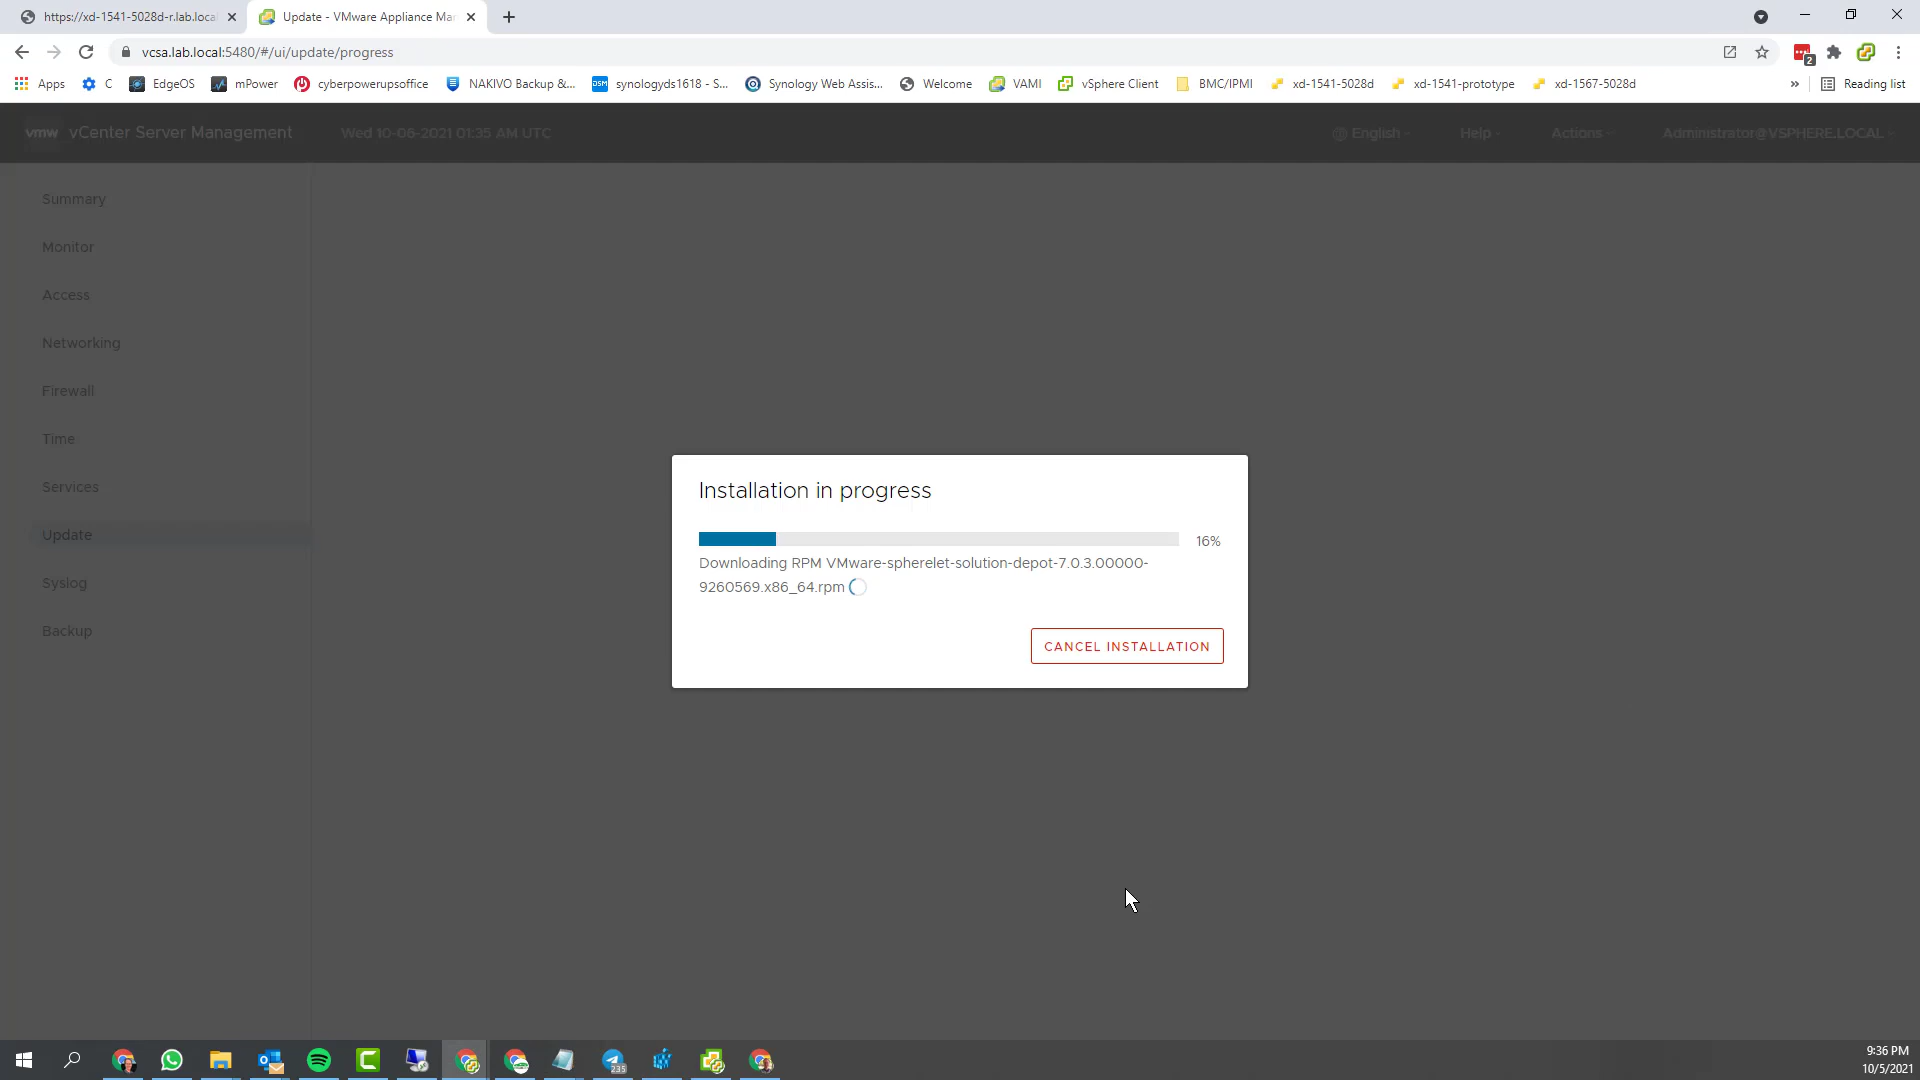 https://xd-1541-5028d-r.lab.loca
Update - VMware Appliance Ma
vcsa.lab.local:5480/#/ui/update/progress
2
Apps
C
EdgeOS
mPower
cyberpowerupsoffice
NAKIVO Backup &...
DSM
synologyds1618 - S...
Synology Web Assis...
Welcome
VAMI
vSphere Client
BMC/IPMI
xd-1541-5028d
xd-1541-prototype
xd-1567-5028d
»
Reading list
vmw vCenter Server Management
Wed 10-06-2021 01:35 AM UTC
English
Help
Actions
Administrator@VSPHERE.LOCAL
Summary
Monitor
Access
Networking
Firewall
Time
Services
Update
Syslog
Backup
Installation in progress
16%
Downloading RPM VMware-spherelet-solution-depot-7.0.3.00000-
9260569.x86_64.rpm
CANCEL INSTALLATION
235
9:36 PM
10/5/2021